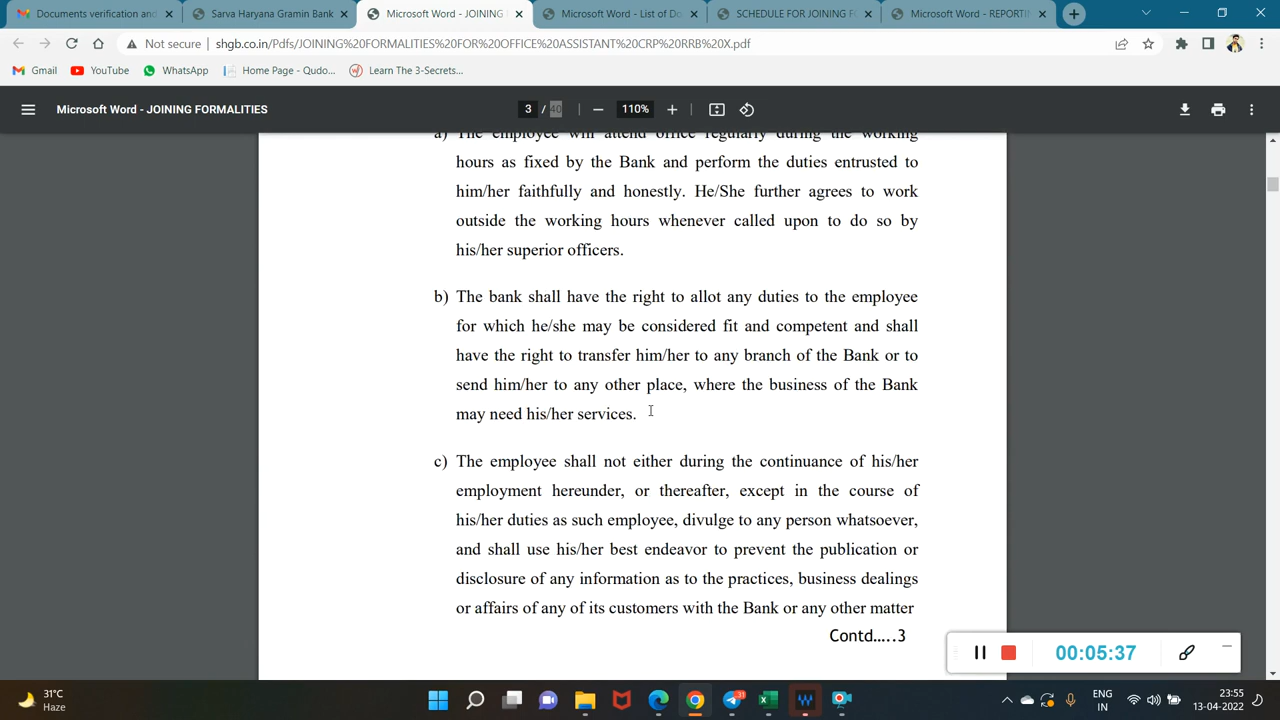 Documents verification and
Sarva Haryana Gramin Bank
Microsoft Word - JOINING
Microsoft Word - List of Do
SCHEDULE FOR JOINING F
Microsoft Word - REPORTI
Not secure
shgb.co.in/Pdfs/JOINING%20FORMALITIES%20FOR%20OFFICE%20ASSISTANT%20CRP%20RRB%20X.pdf
Gmail
YouTube
WhatsApp
Home Page - Qudo...
Learn The 3-Secrets...
Microsoft Word - JOINING FORMALITIES
3 / 40
110%
a) The employee will attend office regularly during the working
hours as fixed by the Bank and perform the duties entrusted to
him/her faithfully and honestly. He/She further agrees to work
outside the working hours whenever called upon to do so by
his/her superior officers.
b) The bank shall have the right to allot any duties to the employee
for which he/she may be considered fit and competent and shall
have the right to transfer him/her to any branch of the Bank or to
send him/her to any other place, where the business of the Bank
may need his/her services.
c) The employee shall not either during the continuance of his/her
employment hereunder, or thereafter, except in the course of
his/her duties as such employee, divulge to any person whatsoever,
and shall use his/her best endeavor to prevent the publication or
disclosure of any information as to the practices, business dealings
or affairs of any of its customers with the Bank or any other matter
Contd.....3
00:05:37
31°C
Haze
31
ENG
IN
23:55
13-04-2022